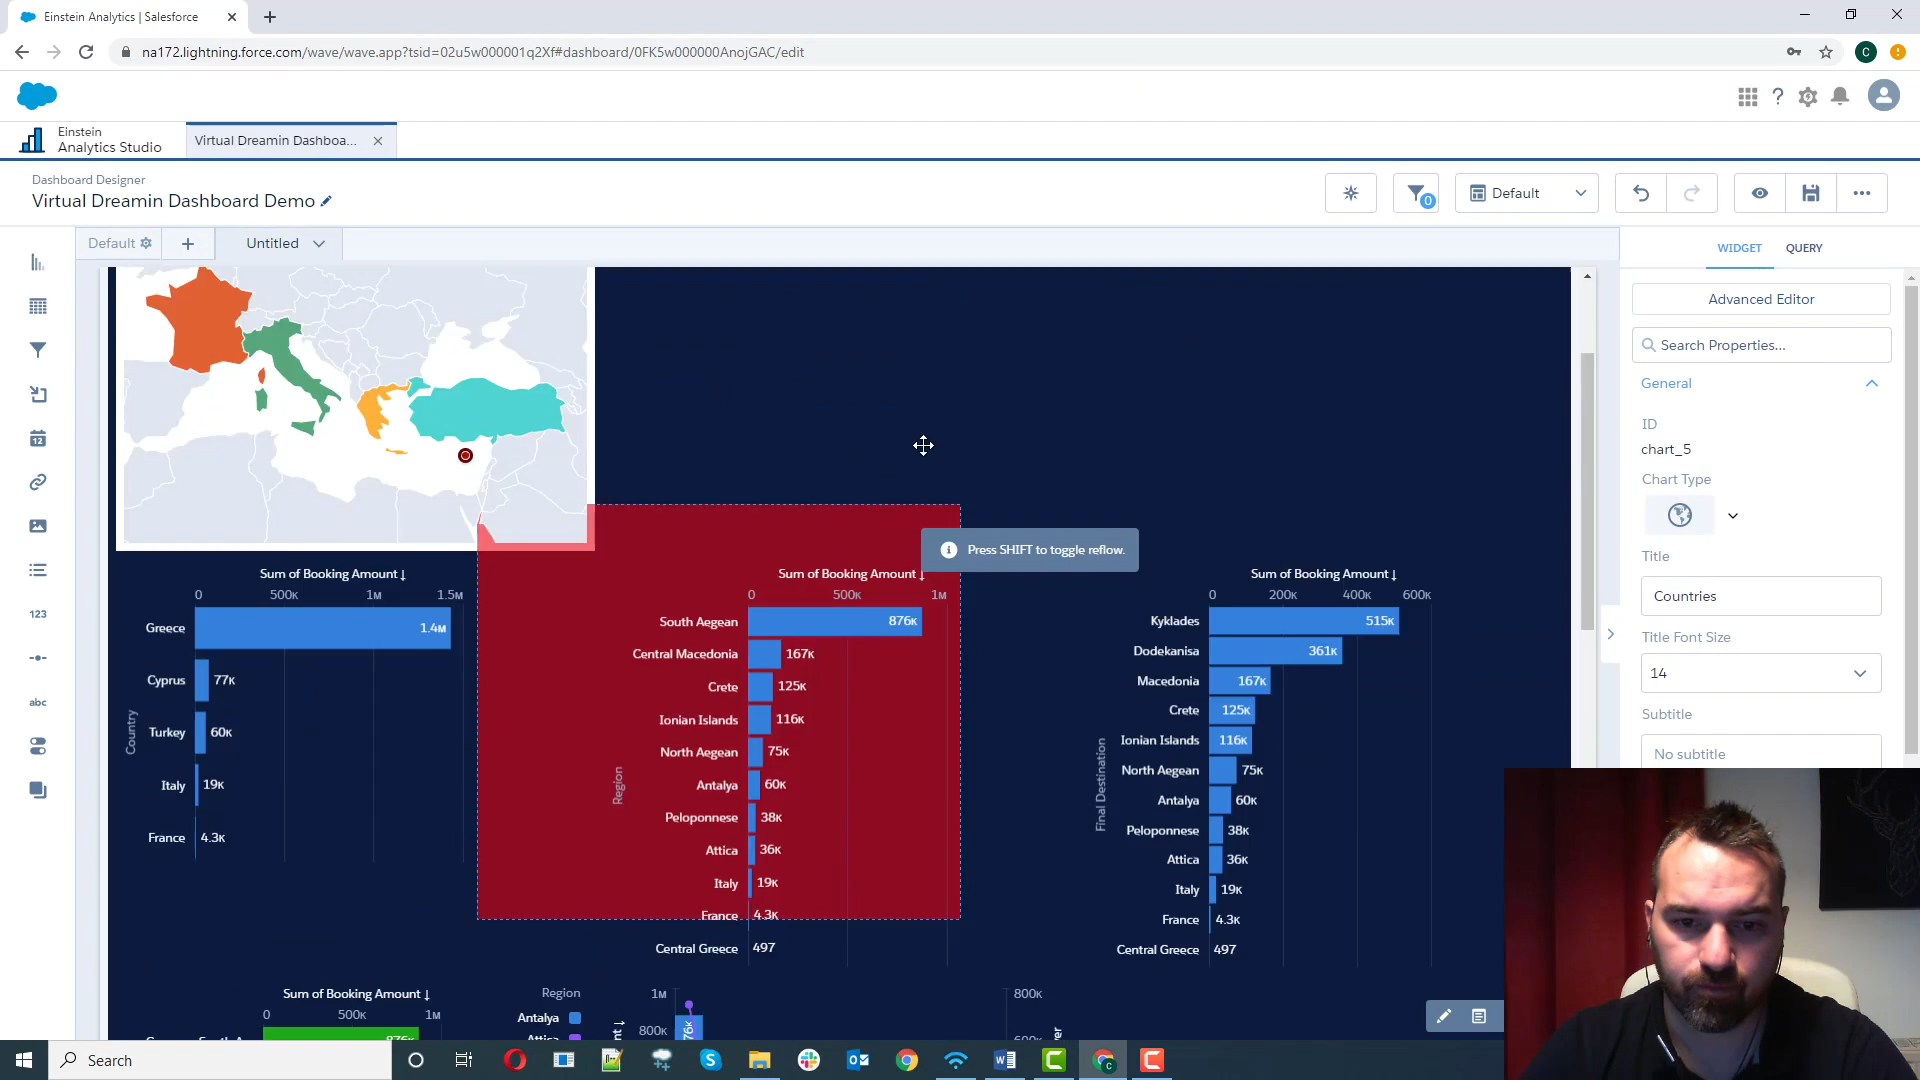 Einstein Analytics | Salesforce
na172.lightning.force.com/wave/wave.app?tsid=02u5w000001q2Xf#dashboard/0FK5w000000AnojGAC/edit
C
Einstein
Analytics Studio
Virtual Dreamin Dashboa...
Dashboard Designer
Virtual Dreamin Dashboard Demo
0
Default
Default
Untitled
WIDGET
QUERY
Advanced Editor
Search Properties...
General
ID
chart_5
Chart Type
Title
Countries
Title Font Size
14
Subtitle
No subtitle
12
123
abc
Press SHIFT to toggle reflow.
Sum of Booking Amount↓
0 500K 1M 1.5M
Country
Greece 1.4M
Cyprus 77K
Turkey 60K
Italy 19K
France 4.3K
Sum of Booking Amount↓
0 500K 1M
Region
South Aegean 876K
Central Macedonia 167K
Crete 125K
Ionian Islands 116K
North Aegean 75K
Antalya 60K
Peloponnese 38K
Attica 36K
Italy 19K
France 4.3K
Central Greece 497
Sum of Booking Amount↓
0 200K 400K 600K
Final Destination
Kyklades 515K
Dodekanisa 361K
Macedonia 167K
Crete 125K
Ionian Islands 116K
North Aegean 75K
Antalya 60K
Peloponnese 38K
Attica 36K
Italy 19K
France 4.3K
Central Greece 497
Sum of Booking Amount↓
0 500K 1M
Region
Antalya
1M
800K
800K
Search